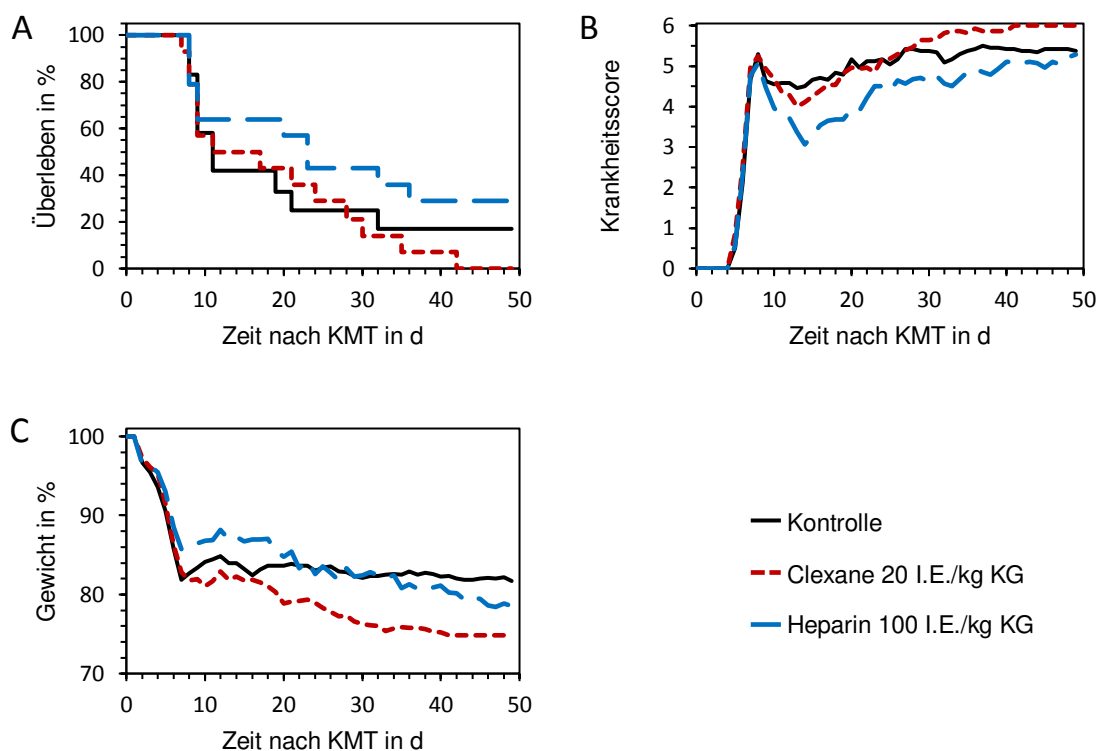 A
Überleben in %
100
80
60
40
20
0
0 10 20 30 40 50
Zeit nach KMT in d
B
Krankheitsscore
6
5
4
3
2
1
0
0 10 20 30 40 50
Zeit nach KMT in d
C
Gewicht in %
100
90
80
70
0 10 20 30 40 50
Zeit nach KMT in d
Kontrolle
Clexane 20 I.E./kg KG
Heparin 100 I.E./kg KG